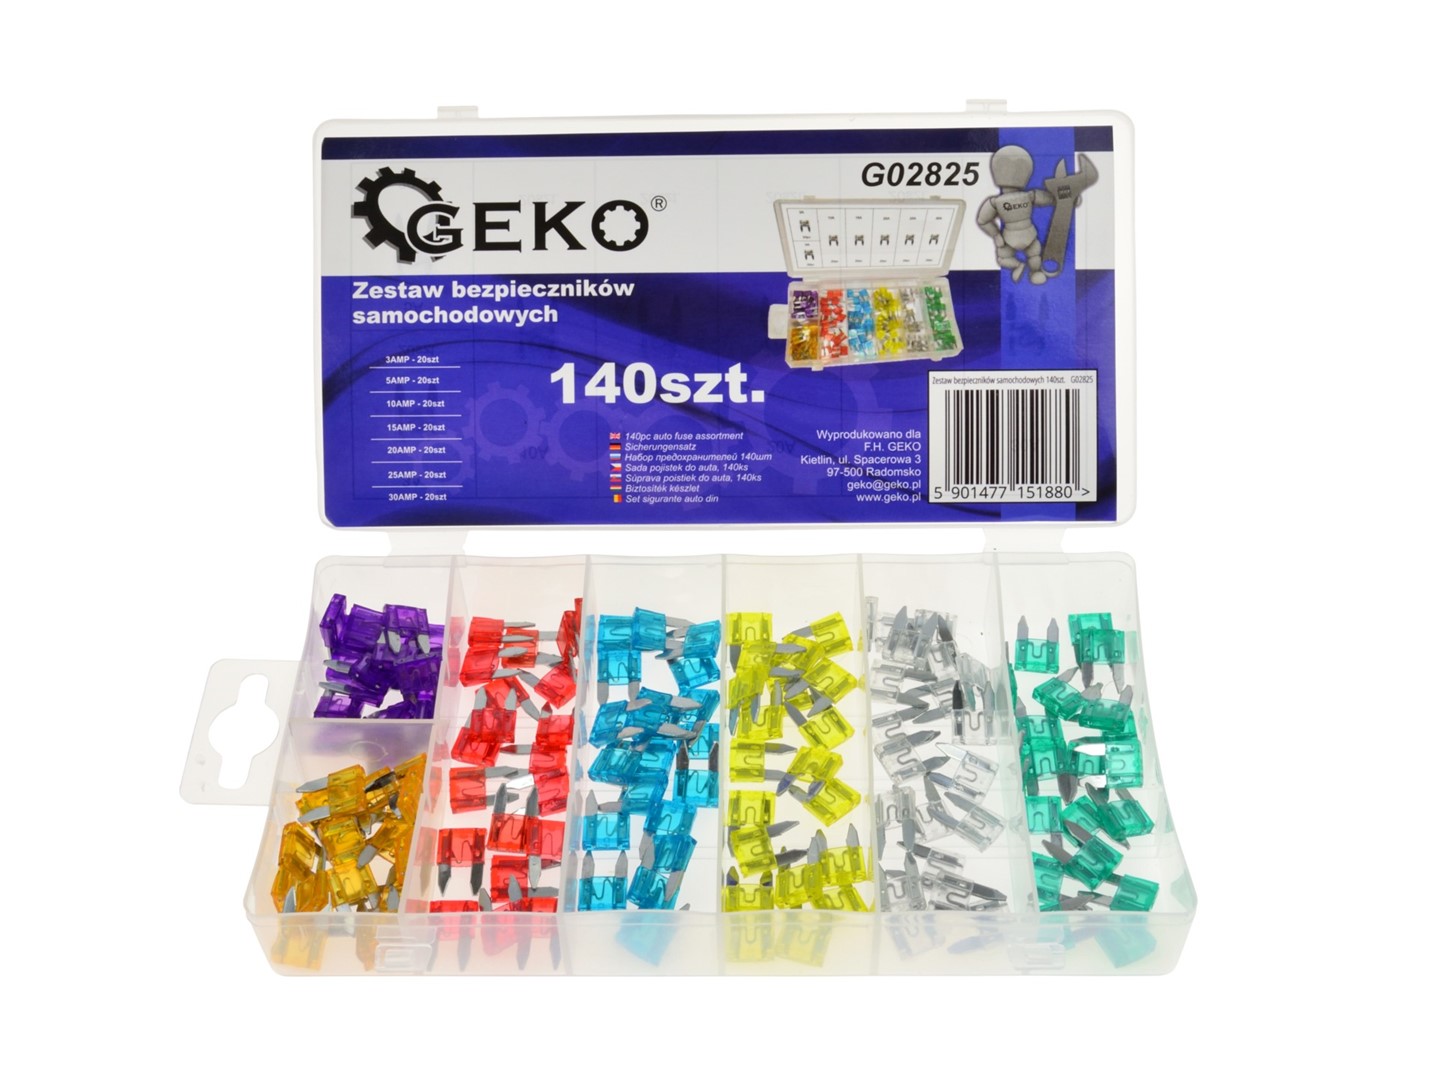 GEKO®
G02825
GEKO
Zestaw bezpieczników
samochodowych
3AMP - 20szt
5AMP - 20szt
10AMP - 20szt
15AMP - 20szt
20AMP - 20szt
25AMP - 20szt
30AMP - 20szt
140szt.
140pc auto fuse assortment
Sicherungensatz
Набор предохранителей 140шт
Sada pojistek do auta, 140ks
Súprava poistiek do auta, 140ks
Biztosíték készlet
Set sigurante auto din
Wyprodukowano dla
F.H. GEKO
Kietlin, ul. Spacerowa 3
97-500 Radomsko
geko@geko.pl
www.geko.pl
Zestaw bezpieczników samochodowych 140szt. G02825
5 901477 151880 >